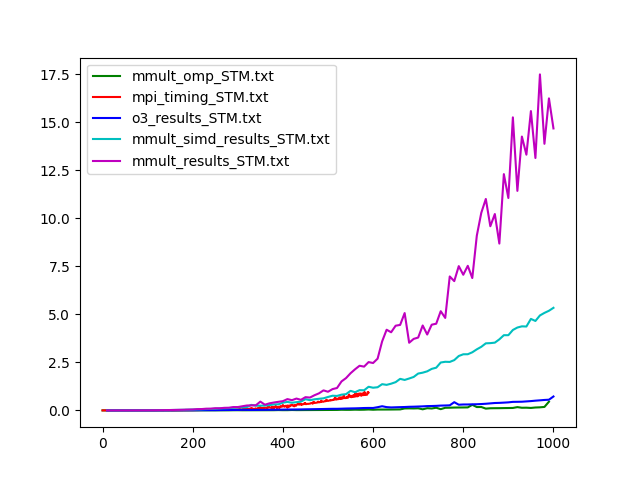 17.5
15.0
12.5
10.0
7.5
5.0
2.5
0.0
mmult_omp_STM.txt
mpi_timing_STM.txt
o3_results_STM.txt
mmult_simd_results_STM.txt
mmult_results_STM.txt
0 200 400 600 800 1000